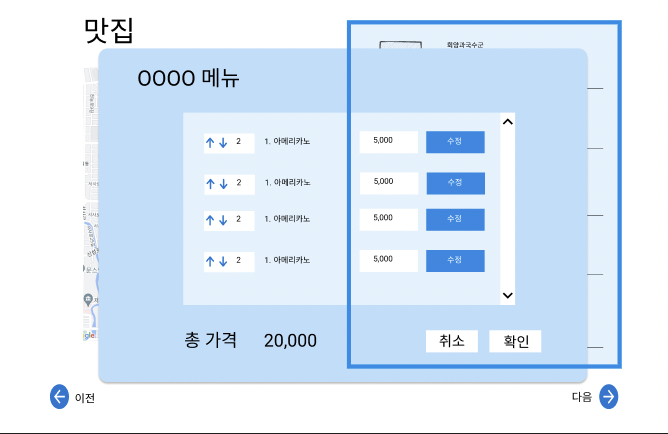 맛집
희망과국수군
OOOO 메뉴
2 1. 아메리카노 5,000 수정
2 1. 아메리카노 5,000 수정
2 1. 아메리카노 5,000 수정
2 1. 아메리카노 5,000 수정
총 가격 20,000 취소 확인
이전 다음